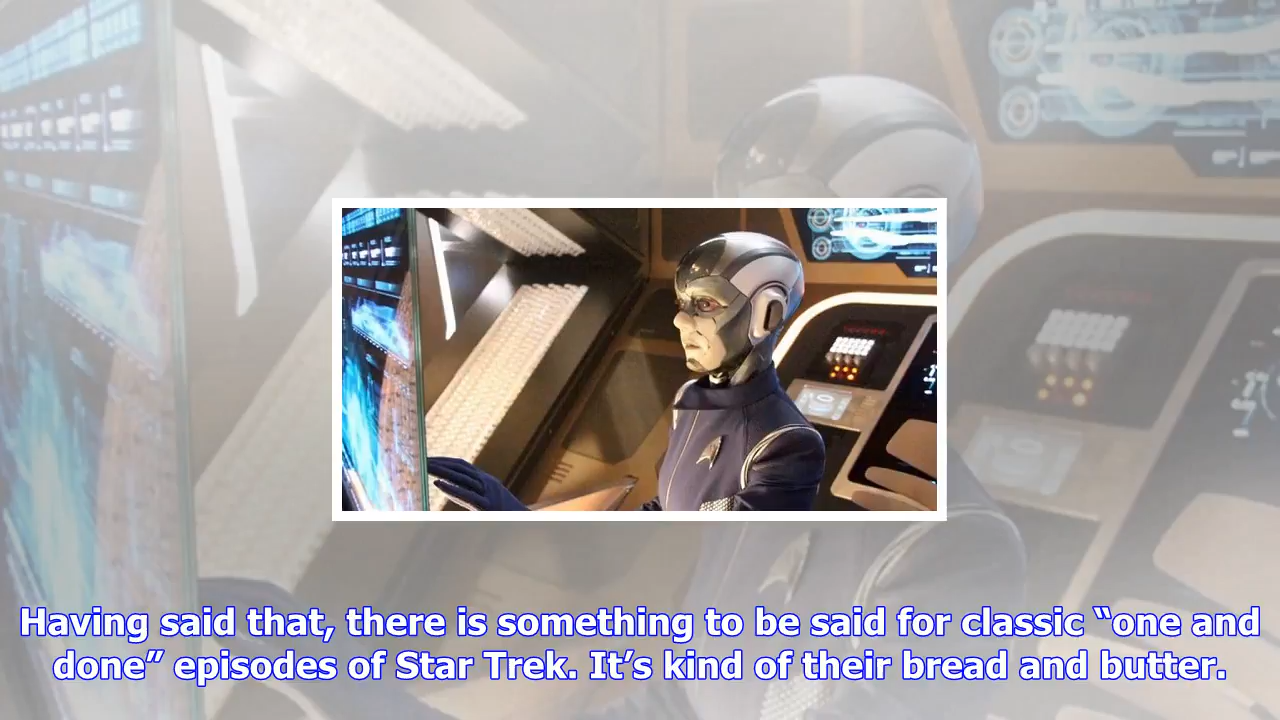 Having said that, there is something to be said for classic “one and
done” episodes of Star Trek. It’s kind of their bread and butter.